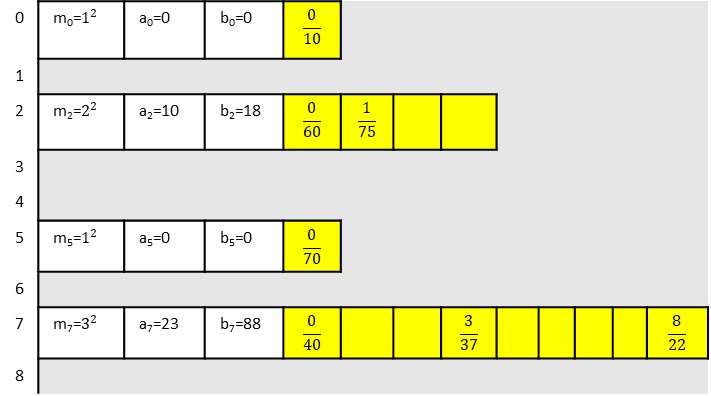 0 m₀=1² a₀=0 b₀=0 0/10
1
2 m₂=2² a₂=10 b₂=18 0/60 1/75
3
4
5 m₅=1² a₅=0 b₅=0 0/70
6
7 m₇=3² a₇=23 b₇=88 0/40 3/37 8/22
8